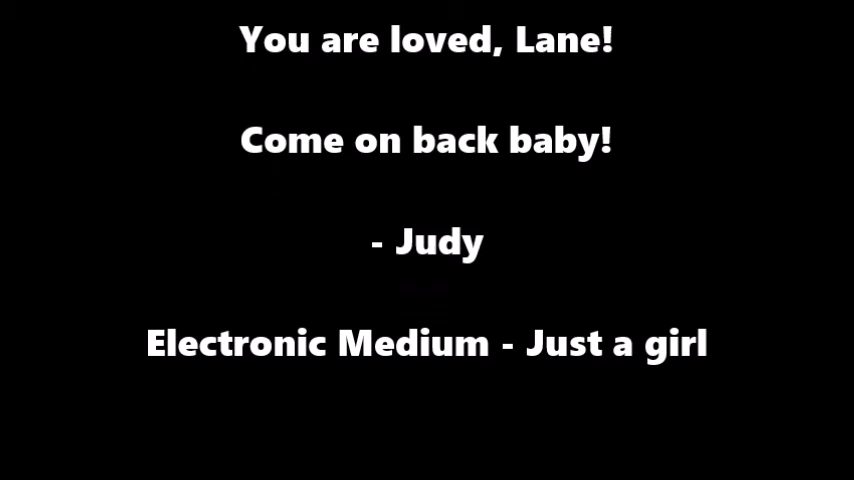 You are loved, Lane!
Come on back baby!
- Judy
Electronic Medium - Just a girl